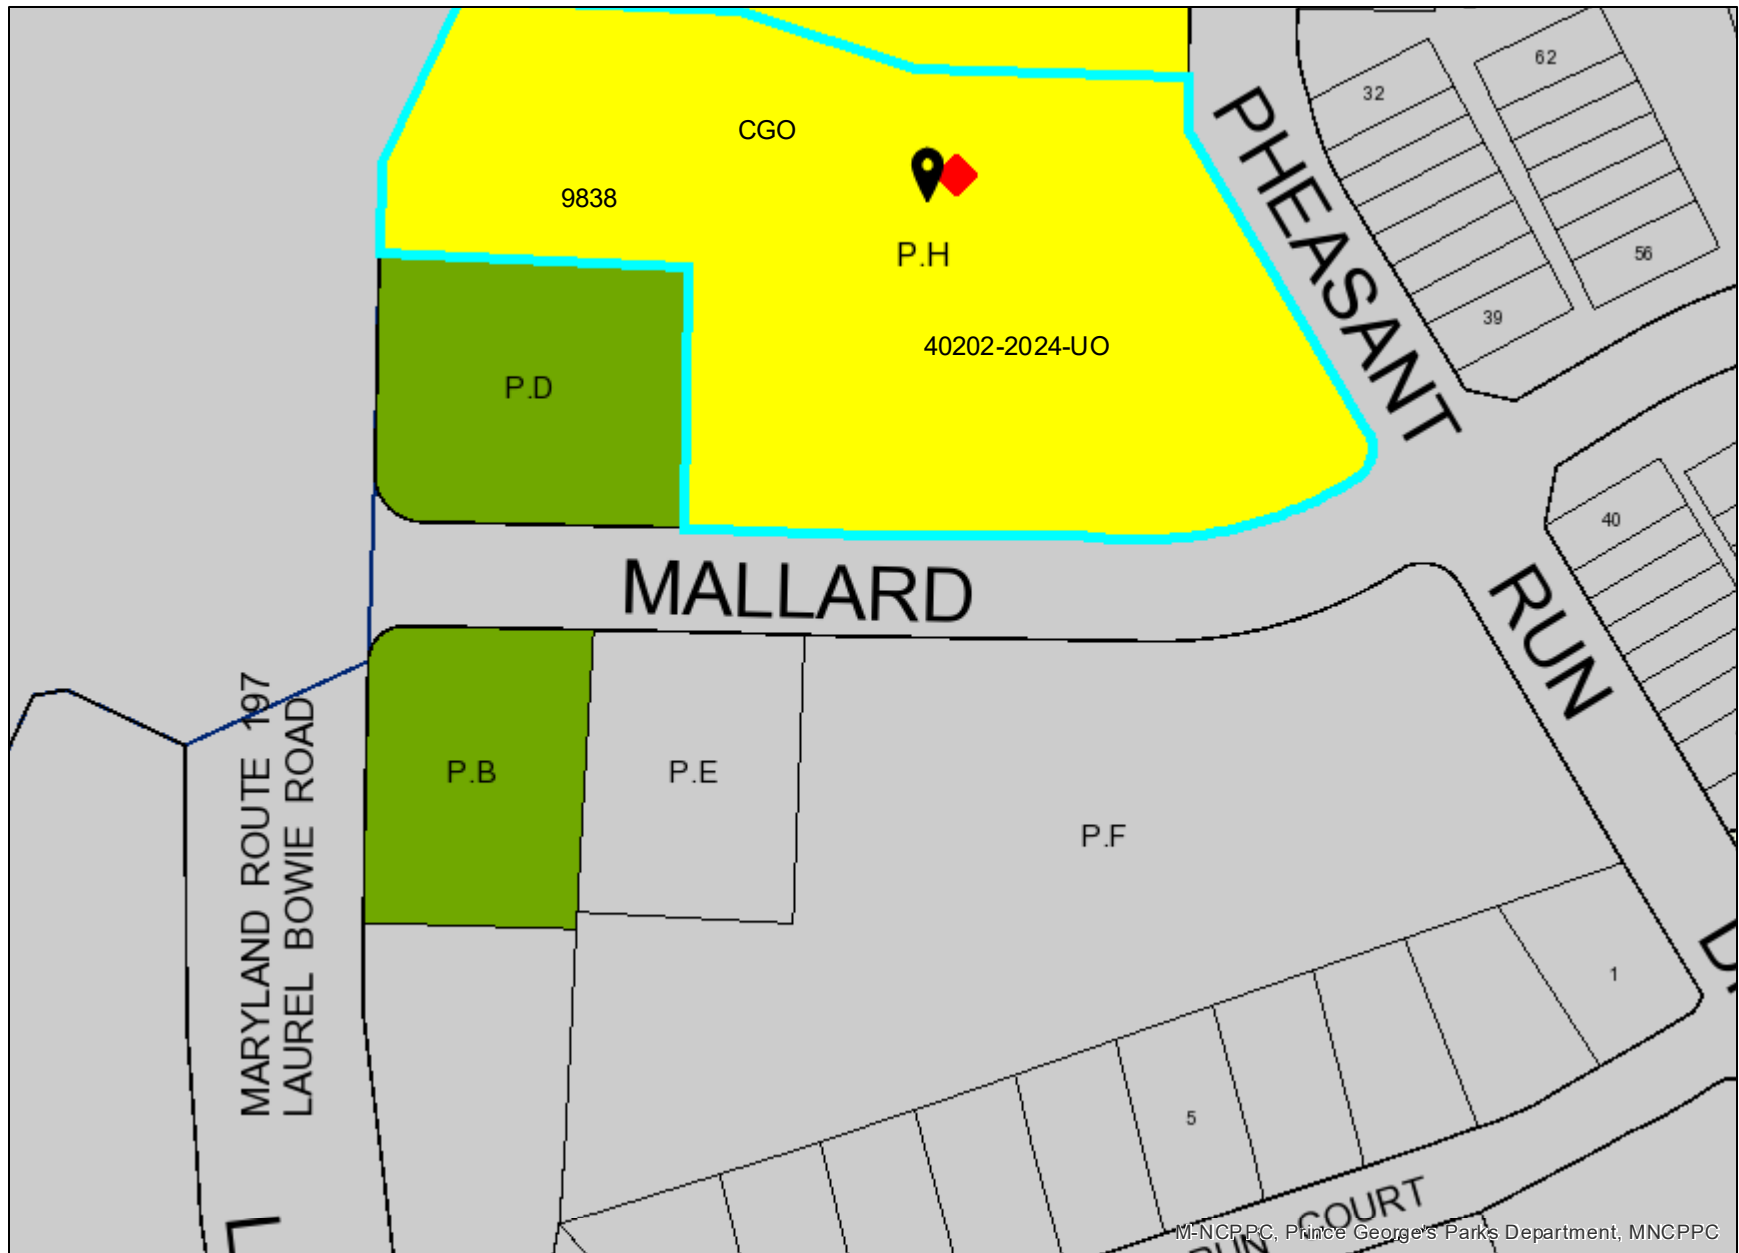 62
32
CGO
9838
P.H
56
39
40202-2024-UO
PHEASANT
P.D
40
MALLARD
RUN
MARYLAND ROUTE 197
LAUREL BOWIE ROAD
P.B
P.E
P.F
1
5
RUN COURT
M-NCPPC, Prince George's Parks Department, MNCPPC